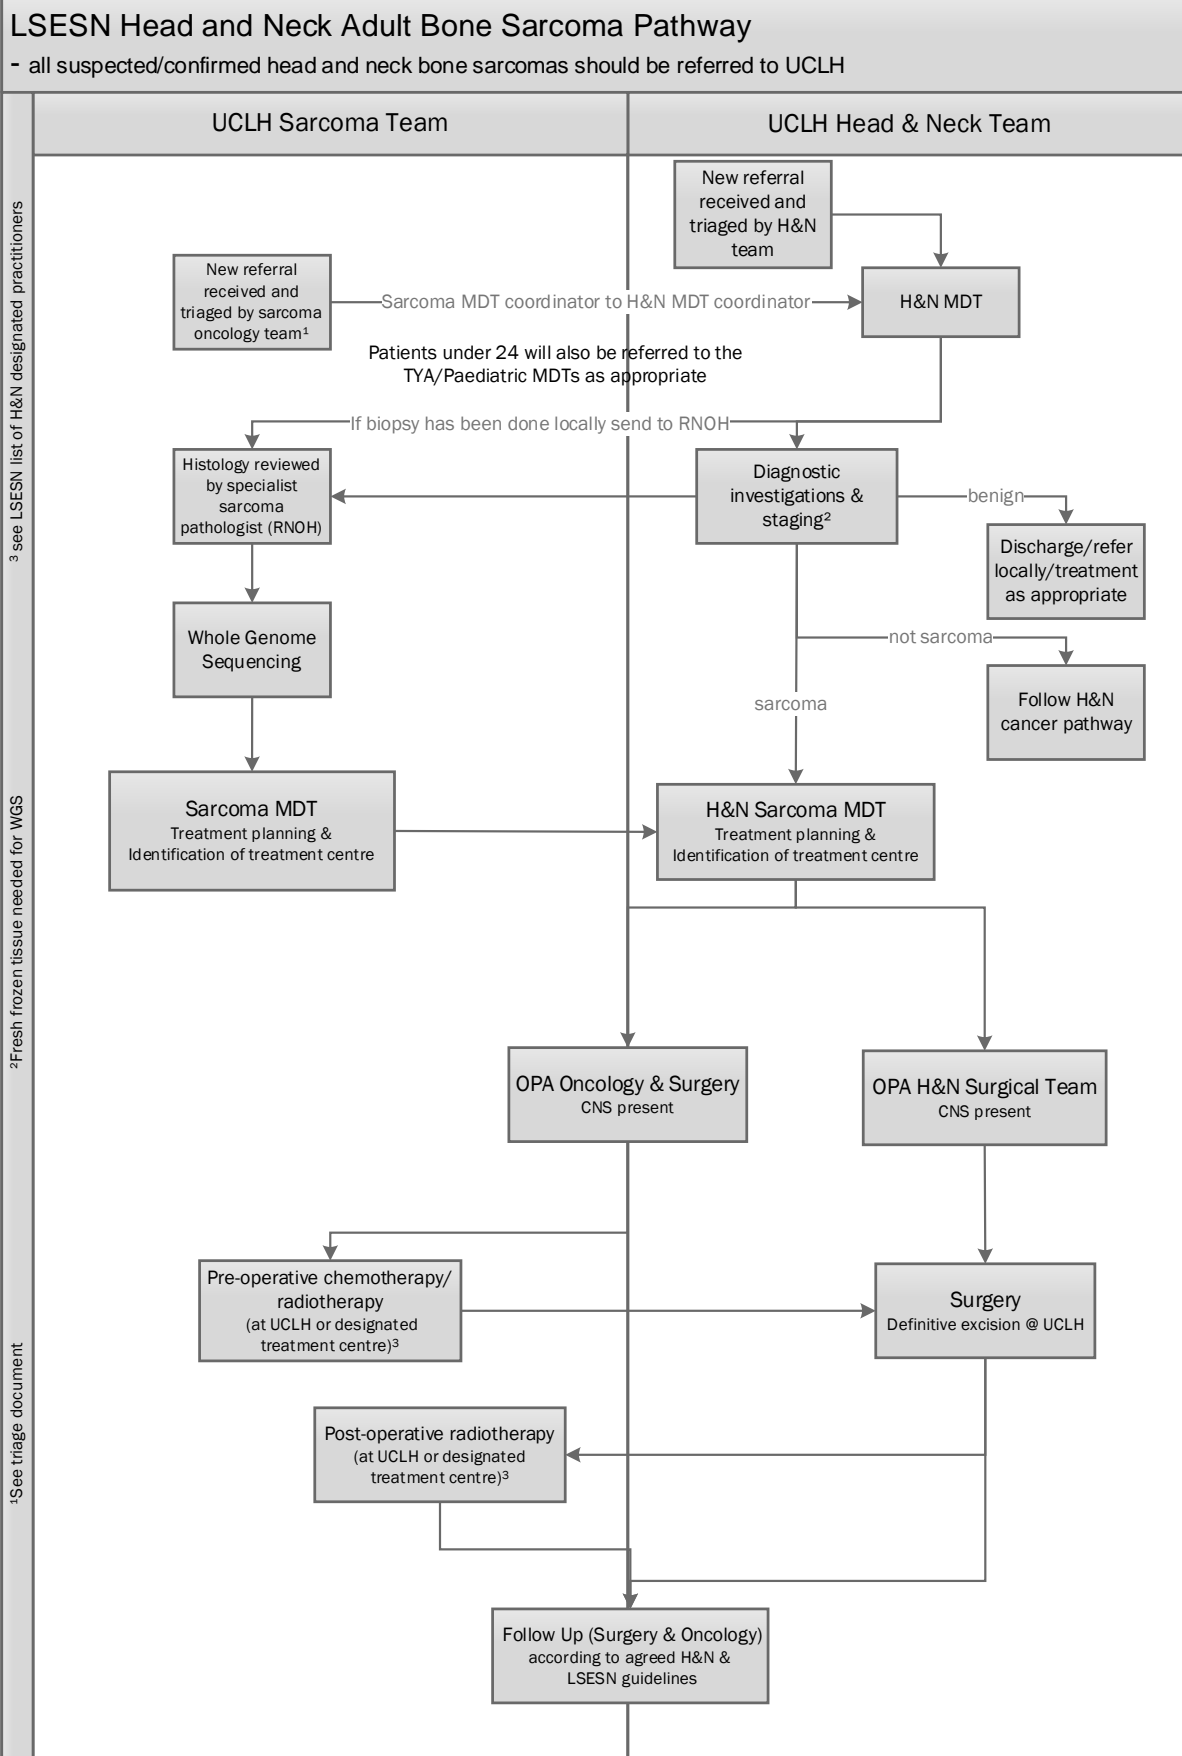 LSESN Head and Neck Adult Bone Sarcoma Pathway
- all suspected/confirmed head and neck bone sarcomas should be referred to UCLH
UCLH Sarcoma Team
UCLH Head & Neck Team
New referral
received and
triaged by H&N
team
New referral
received and
triaged by sarcoma
oncology team¹
Sarcoma MDT coordinator to H&N MDT coordinator
H&N MDT
Patients under 24 will also be referred to the
TYA/Paediatric MDTs as appropriate
If biopsy has been done locally send to RNOH
Histology reviewed
by specialist
sarcoma
pathologist (RNOH)
Diagnostic
investigations &
staging²
benign
Discharge/refer
locally/treatment
as appropriate
Whole Genome
Sequencing
not sarcoma
sarcoma
Follow H&N
cancer pathway
Sarcoma MDT
Treatment planning &
Identification of treatment centre
H&N Sarcoma MDT
Treatment planning &
Identification of treatment centre
OPA Oncology & Surgery
CNS present
OPA H&N Surgical Team
CNS present
Pre-operative chemotherapy/
radiotherapy
(at UCLH or designated
treatment centre)³
Surgery
Definitive excision @ UCLH
Post-operative radiotherapy
(at UCLH or designated
treatment centre)³
Follow Up (Surgery & Oncology)
according to agreed H&N &
LSESN guidelines
¹See triage document
²Fresh frozen tissue needed for WGS
³ see LSESN list of H&N designated practitioners